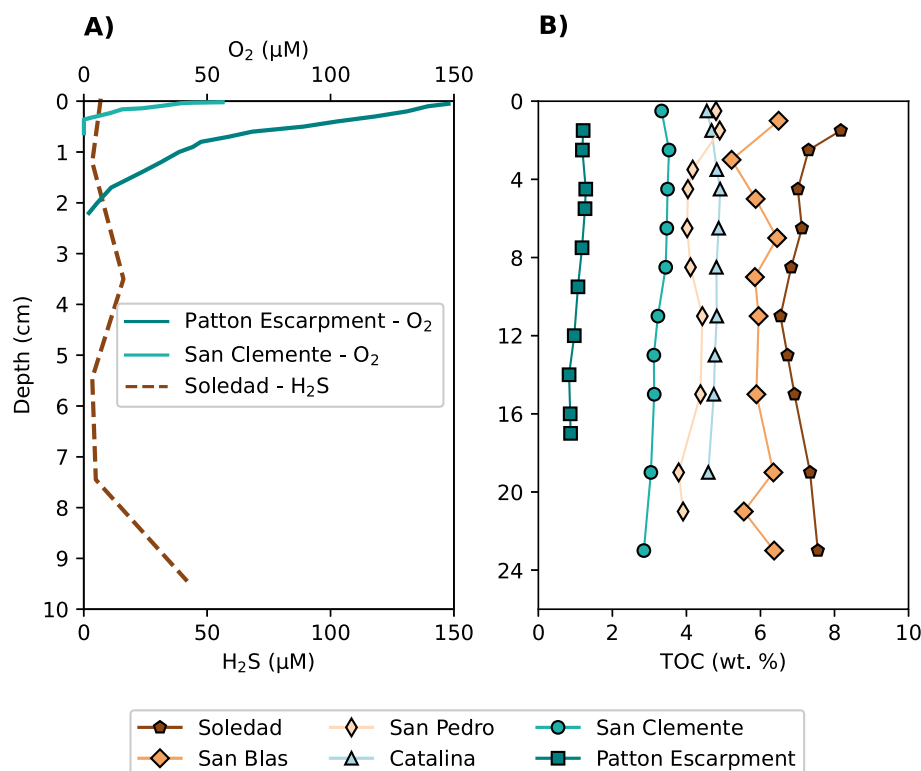 A)
B)
O₂ (μM)
0 50 100 150
0
1
2
3
4
5
6
7
8
9
10
Depth (cm)
Patton Escarpment - O₂
San Clemente - O₂
Soledad - H₂S
0 50 100 150
H₂S (μM)
0
4
8
12
16
20
24
0 2 4 6 8 10
TOC (wt. %)
Soledad San Pedro San Clemente
San Blas Catalina Patton Escarpment